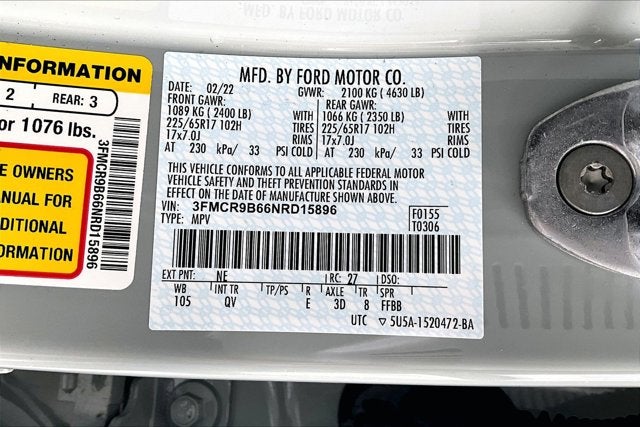 NFORMATION
2 REAR: 3
or 1076 lbs.
E OWNERS
ANUAL FOR
DITIONAL
RMATION
3FMCR9B66NRD15896
MFD. BY FORD MOTOR CO.
DATE: 02/22 GVWR: 2100 KG ( 4630 LB)
FRONT GAWR: REAR GAWR:
1089 KG ( 2400 LB) WITH 1066 KG ( 2350 LB) WITH
225/65R17 102H TIRES 225/65R17 102H TIRES
17x7.0J RIMS 17x7.0J RIMS
AT 230 kPa/ 33 PSI COLD AT 230 kPa/ 33 PSI COLD
THIS VEHICLE CONFORMS TO ALL APPLICABLE FEDERAL MOTOR
VEHICLE SAFETY AND THEFT PREVENTION STANDARDS IN
EFFECT ON THE DATE OF MANUFACTURE SHOWN ABOVE.
VIN: 3FMCR9B66NRD15896 F0155
TYPE: MPV T0306
EXT PNT: NE RC: 27 DSO:
WB INT TR TP/PS R AXLE TR SPR
105 QV E 3D 8 FFBB
UTC ▽ 5U5A-1520472-BA